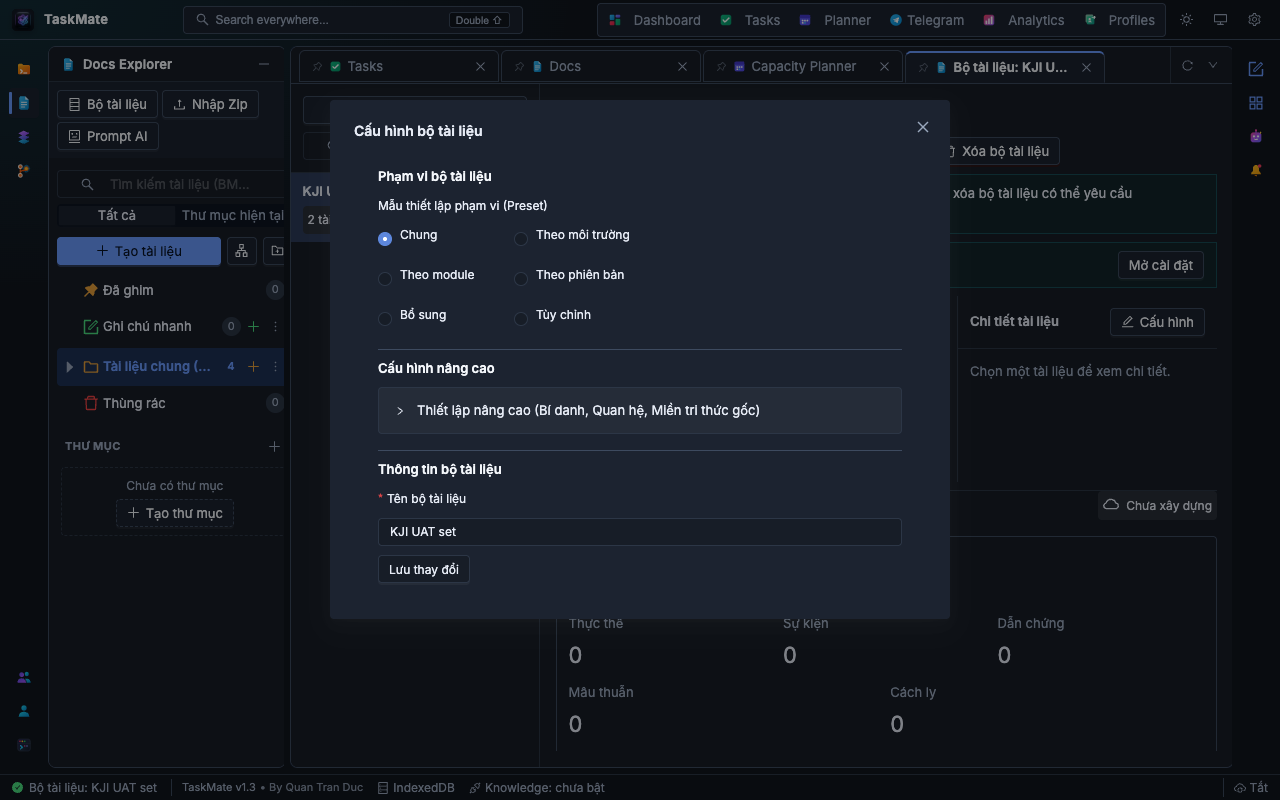 TaskMate
Search everywhere...
Double
Dashboard
Tasks
Planner
Telegram
Analytics
Profiles
Docs Explorer
Bộ tài liệu
Nhập Zip
Prompt AI
Tìm kiếm tài liệu (BM...
Tất cả
Thư mục hiện tại
Tạo tài liệu
Đã ghim
0
Ghi chú nhanh
0
Tài liệu chung (...
4
Thùng rác
0
THƯ MỤC
Chưa có thư mục
Tạo thư mục
Tasks
Docs
Capacity Planner
Bộ tài liệu: KJI U...
KJI U
2 tà
Xóa bộ tài liệu
xóa bộ tài liệu có thể yêu cầu
Mở cài đặt
Chi tiết tài liệu
Cấu hình
Chọn một tài liệu để xem chi tiết.
Chưa xây dựng
Cấu hình bộ tài liệu
Phạm vi bộ tài liệu
Mẫu thiết lập phạm vi (Preset)
Chung
Theo môi trường
Theo module
Theo phiên bản
Bổ sung
Tùy chỉnh
Cấu hình nâng cao
Thiết lập nâng cao (Bí danh, Quan hệ, Miền tri thức gốc)
Thông tin bộ tài liệu
* Tên bộ tài liệu
KJI UAT set
Lưu thay đổi
Thực thể
Sự kiện
Dẫn chứng
0
0
0
Mâu thuẫn
Cách ly
0
0
Bộ tài liệu: KJI UAT set
TaskMate v1.3 • By Quan Tran Duc
IndexedDB
Knowledge: chưa bật
Tắt